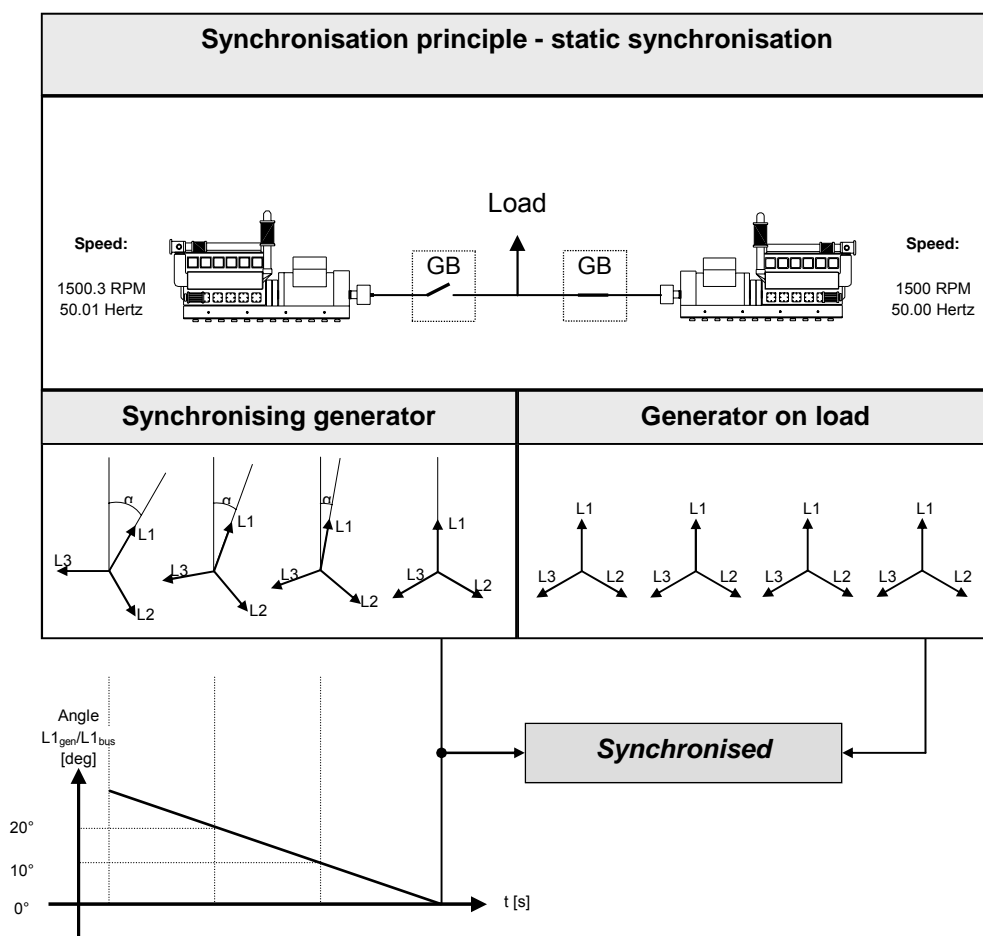 Synchronisation principle - static synchronisation
Load
Speed:
1500.3 RPM
50.01 Hertz
GB
GB
Speed:
1500 RPM
50.00 Hertz
Synchronising generator
Generator on load
α
L1
L3
L2
α
L1
L3
L2
α
L1
L3
L2
L1
L3
L2
L1
L3
L2
L1
L3
L2
L1
L3
L2
L1
L3
L2
Angle
L1gen/L1bus
[deg]
20°
10°
0°
t [s]
Synchronised